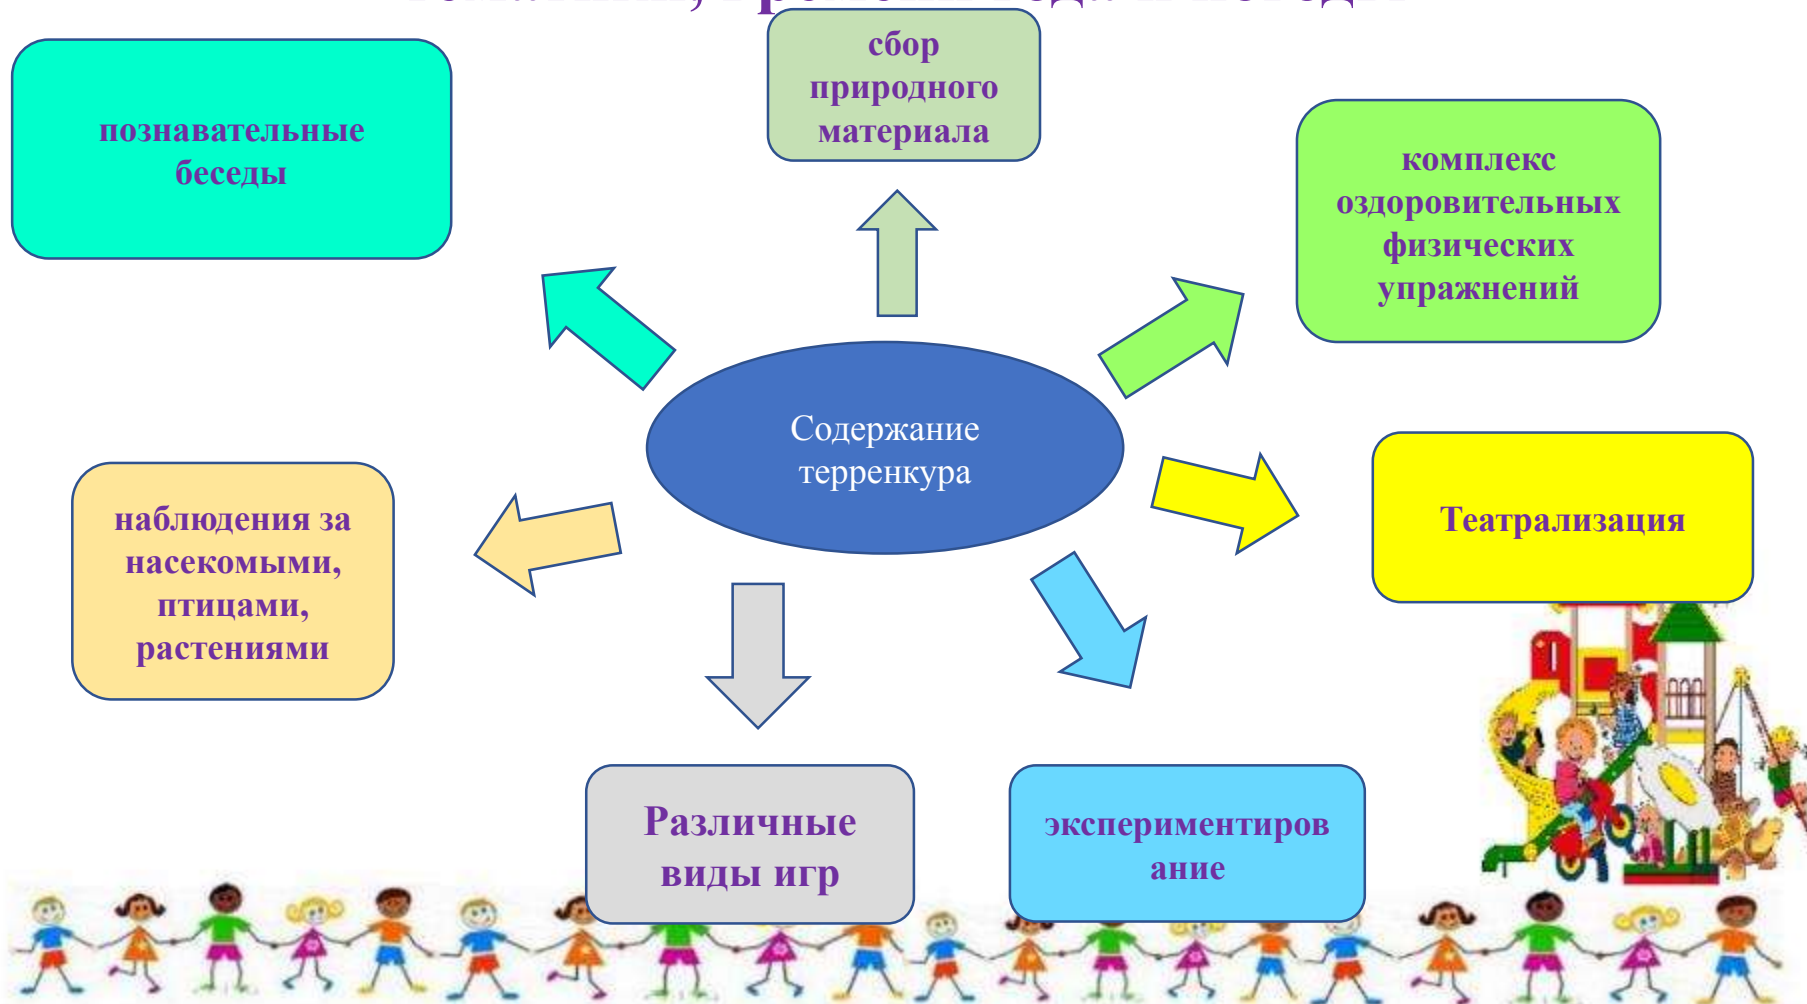 сбор
природного
материала
познавательные
беседы
комплекс
оздоровительных
физических
упражнений
Содержание
терренкура
Театрализация
наблюдения за
насекомыми,
птицами,
растениями
Различные
виды игр
экспериментиров
ание